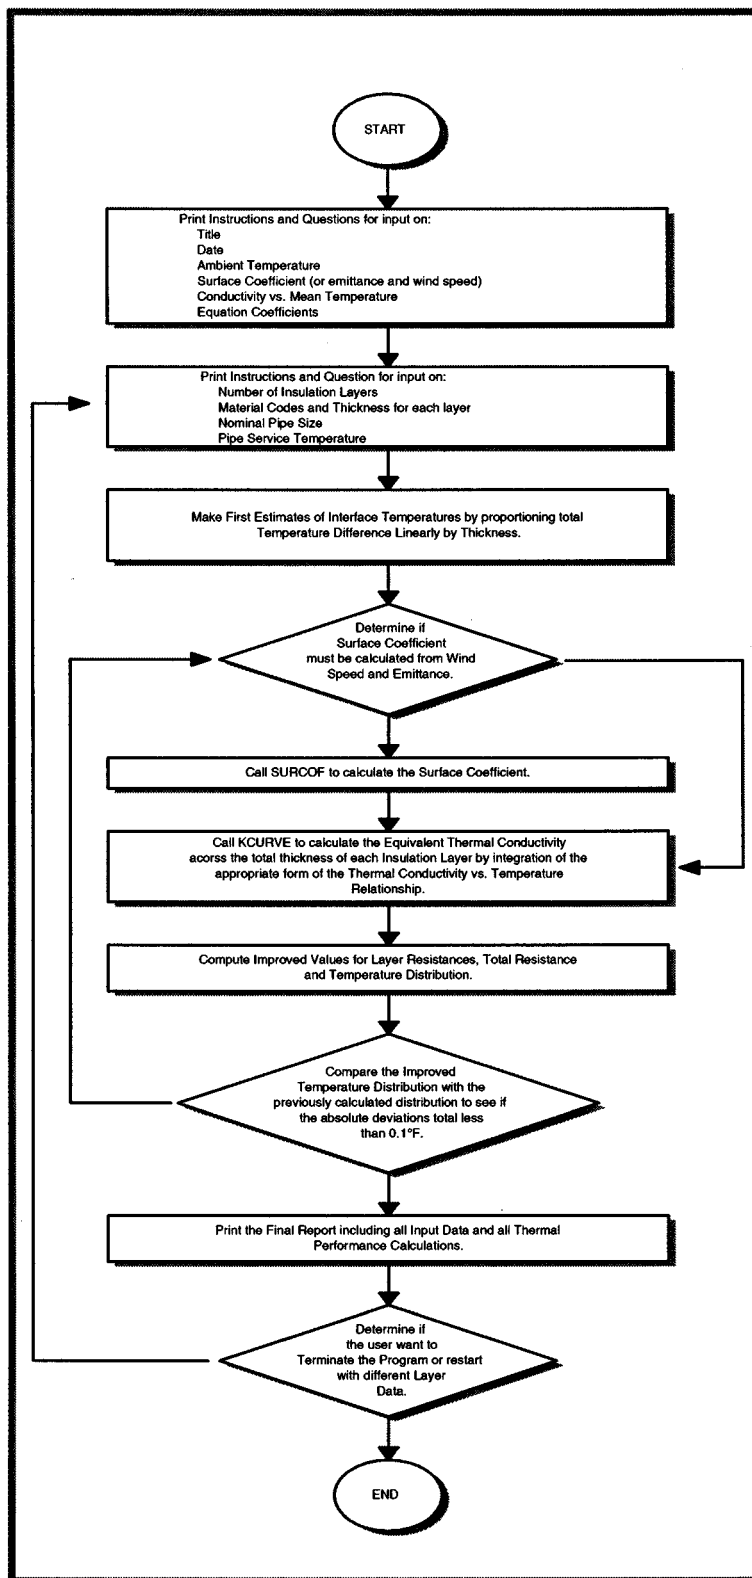 START
Print Instructions and Questions for input on:
Title
Date
Ambient Temperature
Surface Coefficient (or emittance and wind speed)
Conductivity vs. Mean Temperature
Equation Coefficients
Print Instructions and Question for input on:
Number of Insulation Layers
Material Codes and Thickness for each layer
Nominal Pipe Size
Pipe Service Temperature
Make First Estimates of Interface Temperatures by proportioning total
Temperature Difference Linearly by Thickness.
Determine if
Surface Coefficient
must be calculated from Wind
Speed and Emittance.
Call SURCOF to calculate the Surface Coefficient.
Call KCURVE to calculate the Equivalent Thermal Conductivity
acorss the total thickness of each Insulation Layer by integration of the
appropriate form of the Thermal Conductivity vs. Temperature
Relationship.
Compute Improved Values for Layer Resistances, Total Resistance
and Temperature Distribution.
Compare the Improved
Temperature Distribution with the
previously calculated distribution to see if
the absolute deviations total less
than 0.1°F.
Print the Final Report including all Input Data and all Thermal
Performance Calculations.
Determine if
the user want to
Terminate the Program or restart
with different Layer
Data.
END